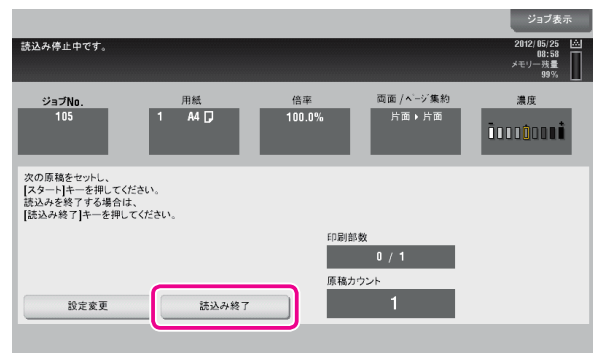 ジョブ表示
読込み停止中です。
2012/05/25
08:58
メモリー残量
99%
ジョブNo.
105
用紙
1 A4
倍率
100.0%
両面 / ページ集約
片面 ▶ 片面
濃度
- +
次の原稿をセットし、
[スタート]キーを押してください。
読込みを終了する場合は、
[読込み終了]キーを押してください。
印刷部数
0 / 1
原稿カウント
1
設定変更
読込み終了